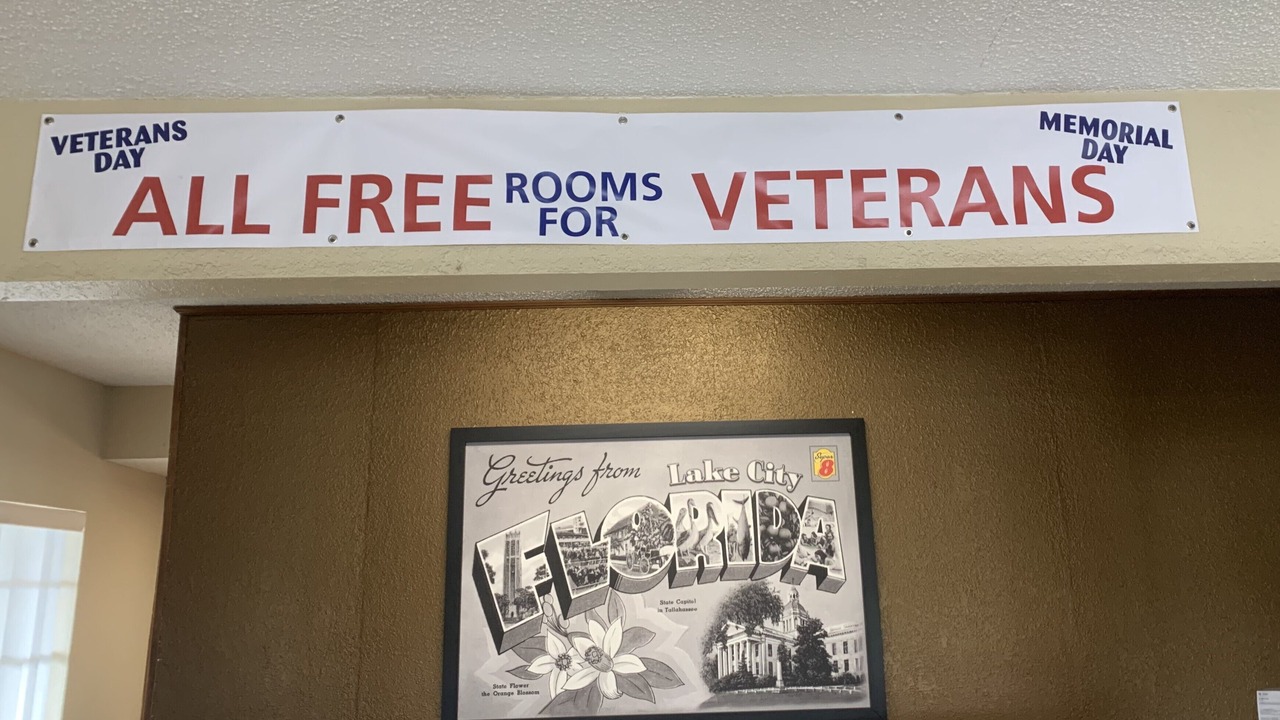 VETERANS
DAY
MEMORIAL
DAY
ALL FREE ROOMS
FOR VETERANS
Greetings from Lake City
Super
8
FLORIDA
State Capitol
in Tallahassee
State Flower
the Orange Blossom